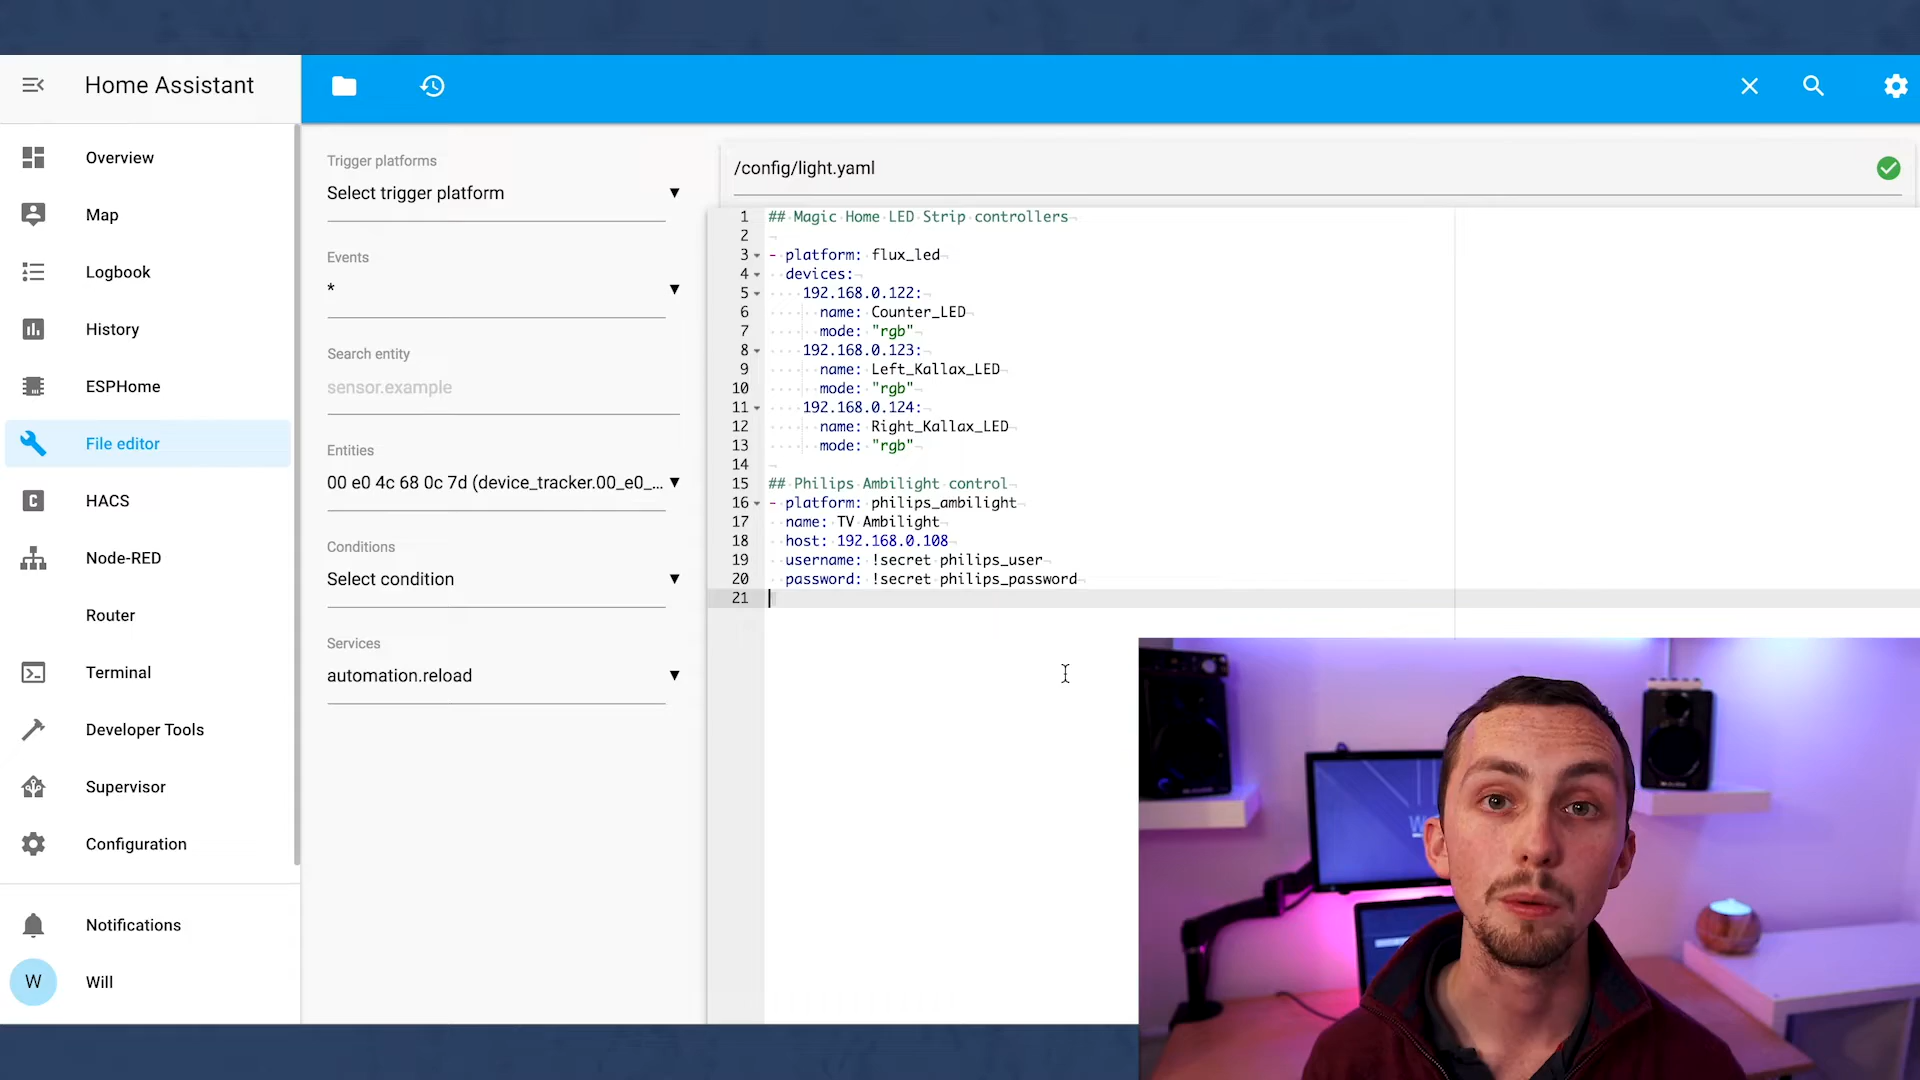 Home Assistant
Overview
Map
Logbook
History
ESPHome
File editor
C
HACS
Node-RED
Router
Terminal
Developer Tools
Supervisor
Configuration
Notifications
W
Will
Trigger platforms
Select trigger platform
Events
*
Search entity
sensor.example
Entities
00 e0 4c 68 0c 7d (device_tracker.00_e0_...
Conditions
Select condition
Services
automation.reload
/config/light.yaml
1 ## Magic Home LED Strip controllers
2
3 - platform: flux_led
4 devices:
5 192.168.0.122:
6 name: Counter_LED
7 mode: "rgb"
8 192.168.0.123:
9 name: Left_Kallax_LED
10 mode: "rgb"
11 192.168.0.124:
12 name: Right_Kallax_LED
13 mode: "rgb"
14
15 ## Philips Ambilight control
16 - platform: philips_ambilight
17 name: TV Ambilight
18 host: 192.168.0.108
19 username: !secret philips_user
20 password: !secret philips_password
21